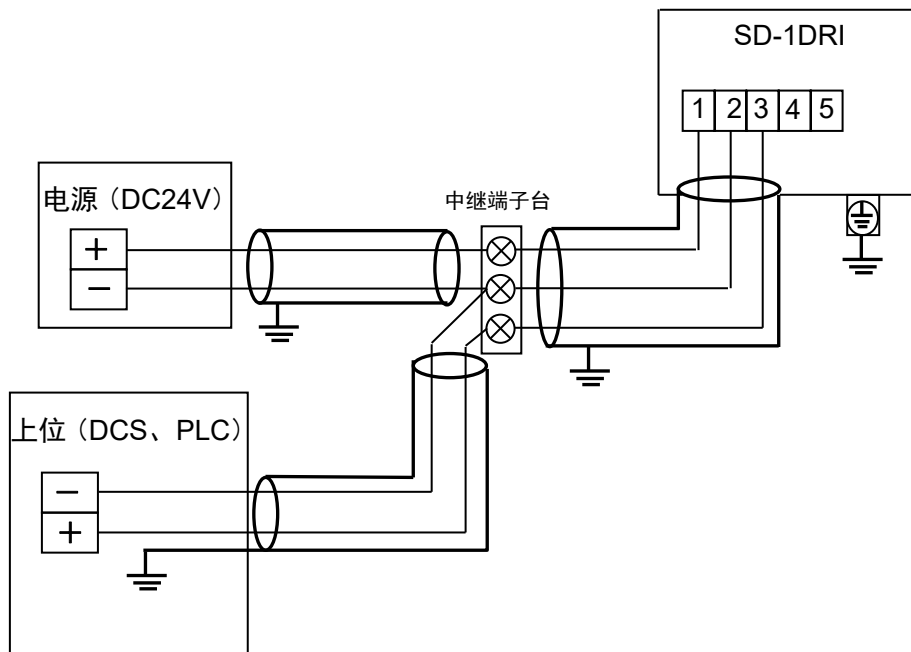 SD-1DRI
1 2 3 4 5
电源（DC24V）
中继端子台
+
−
上位（DCS、PLC）
−
+